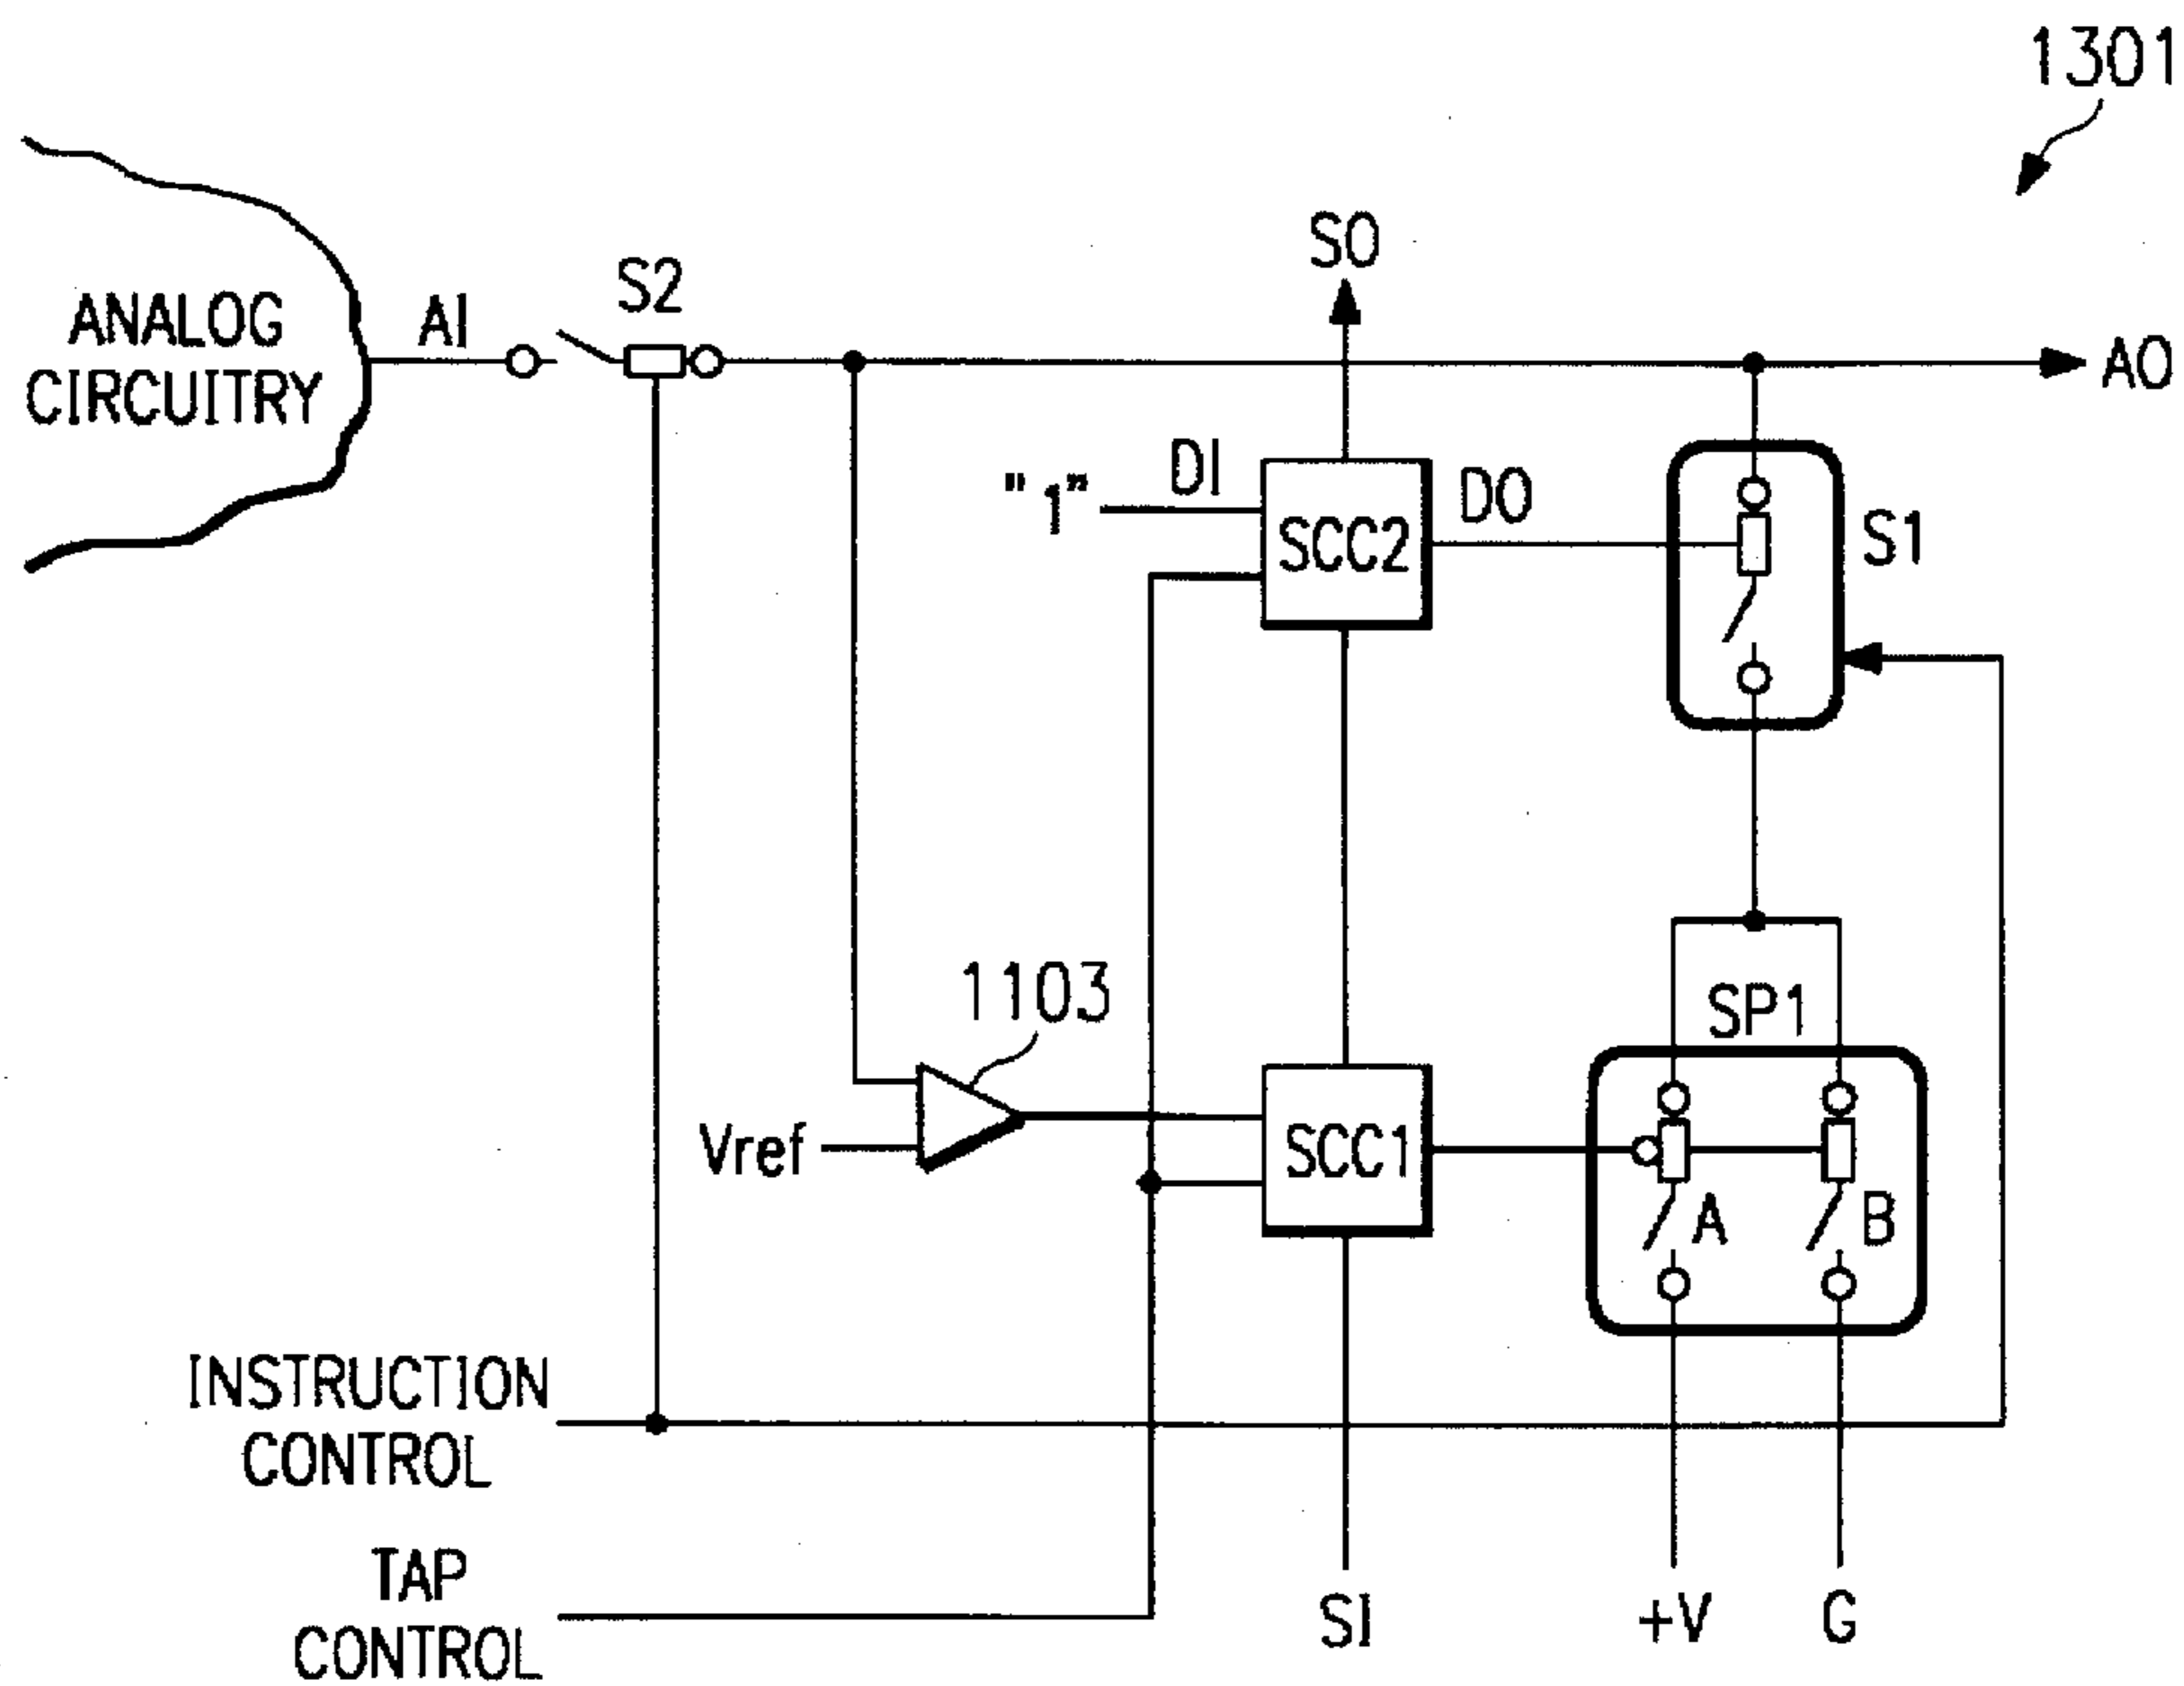 1301
SO
S2
ANALOG
CIRCUITRY
AI
AO
DI
"1"
DO
SCC2
S1
1103
SP1
Vref
SCC1
A
B
INSTRUCTION
CONTROL
TAP
CONTROL
SI
+V
G